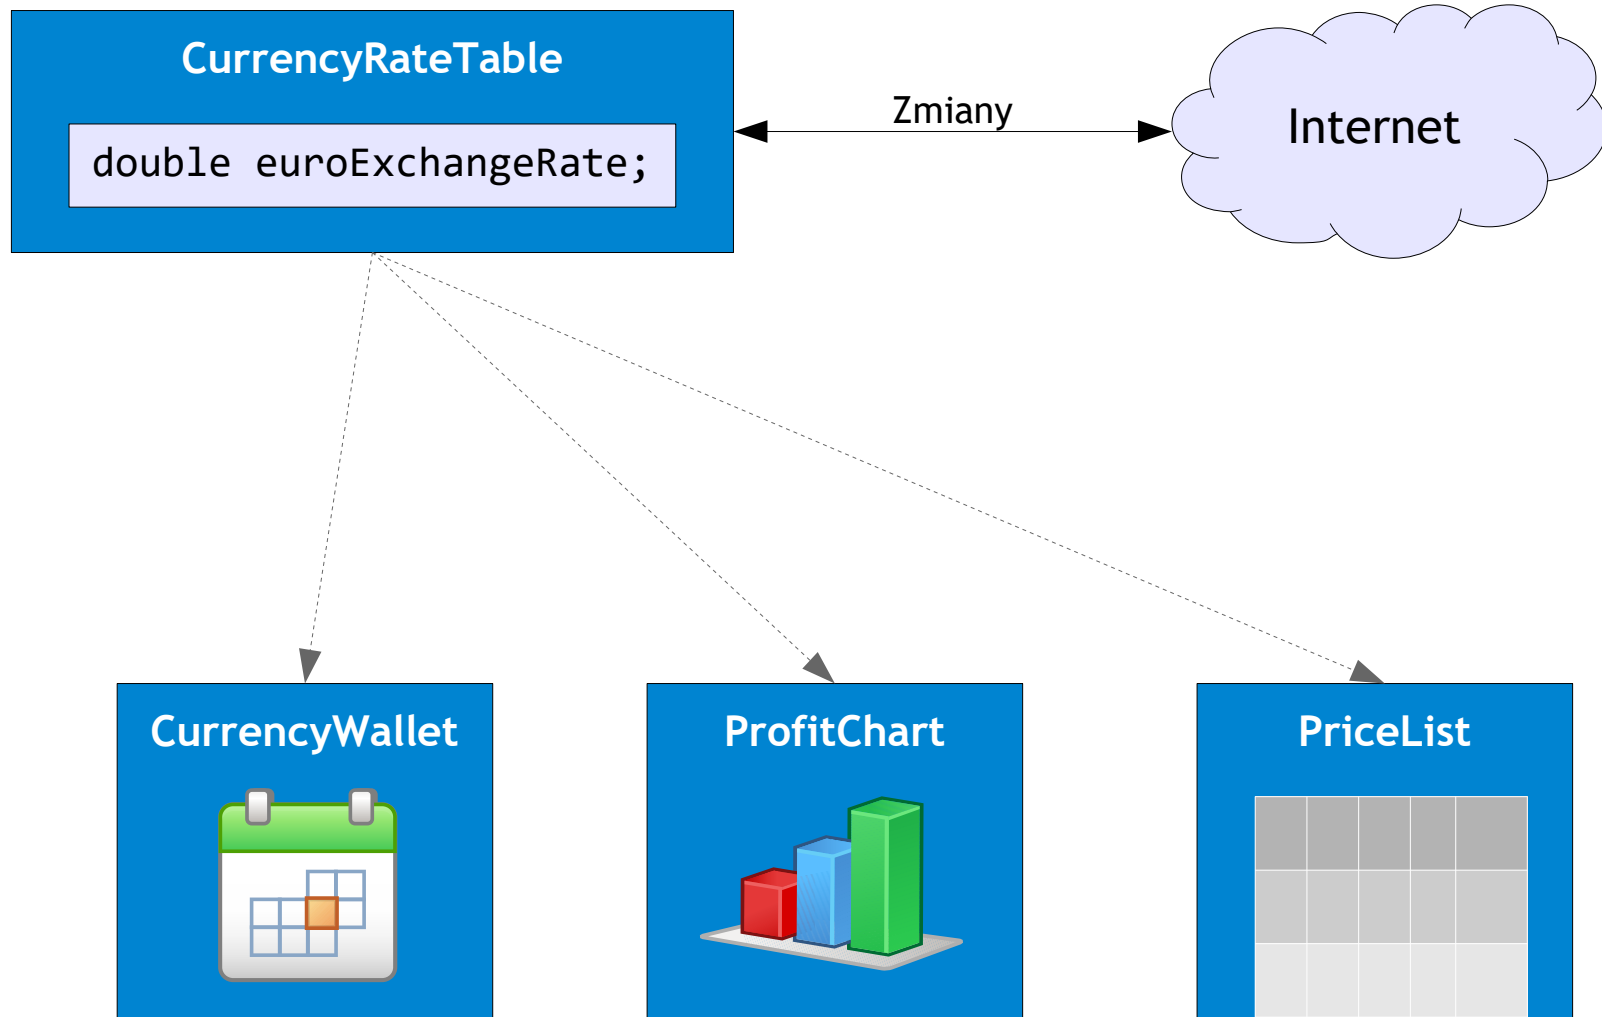 CurrencyRateTable
double euroExchangeRate;
Zmiany
Internet
CurrencyWallet
ProfitChart
PriceList